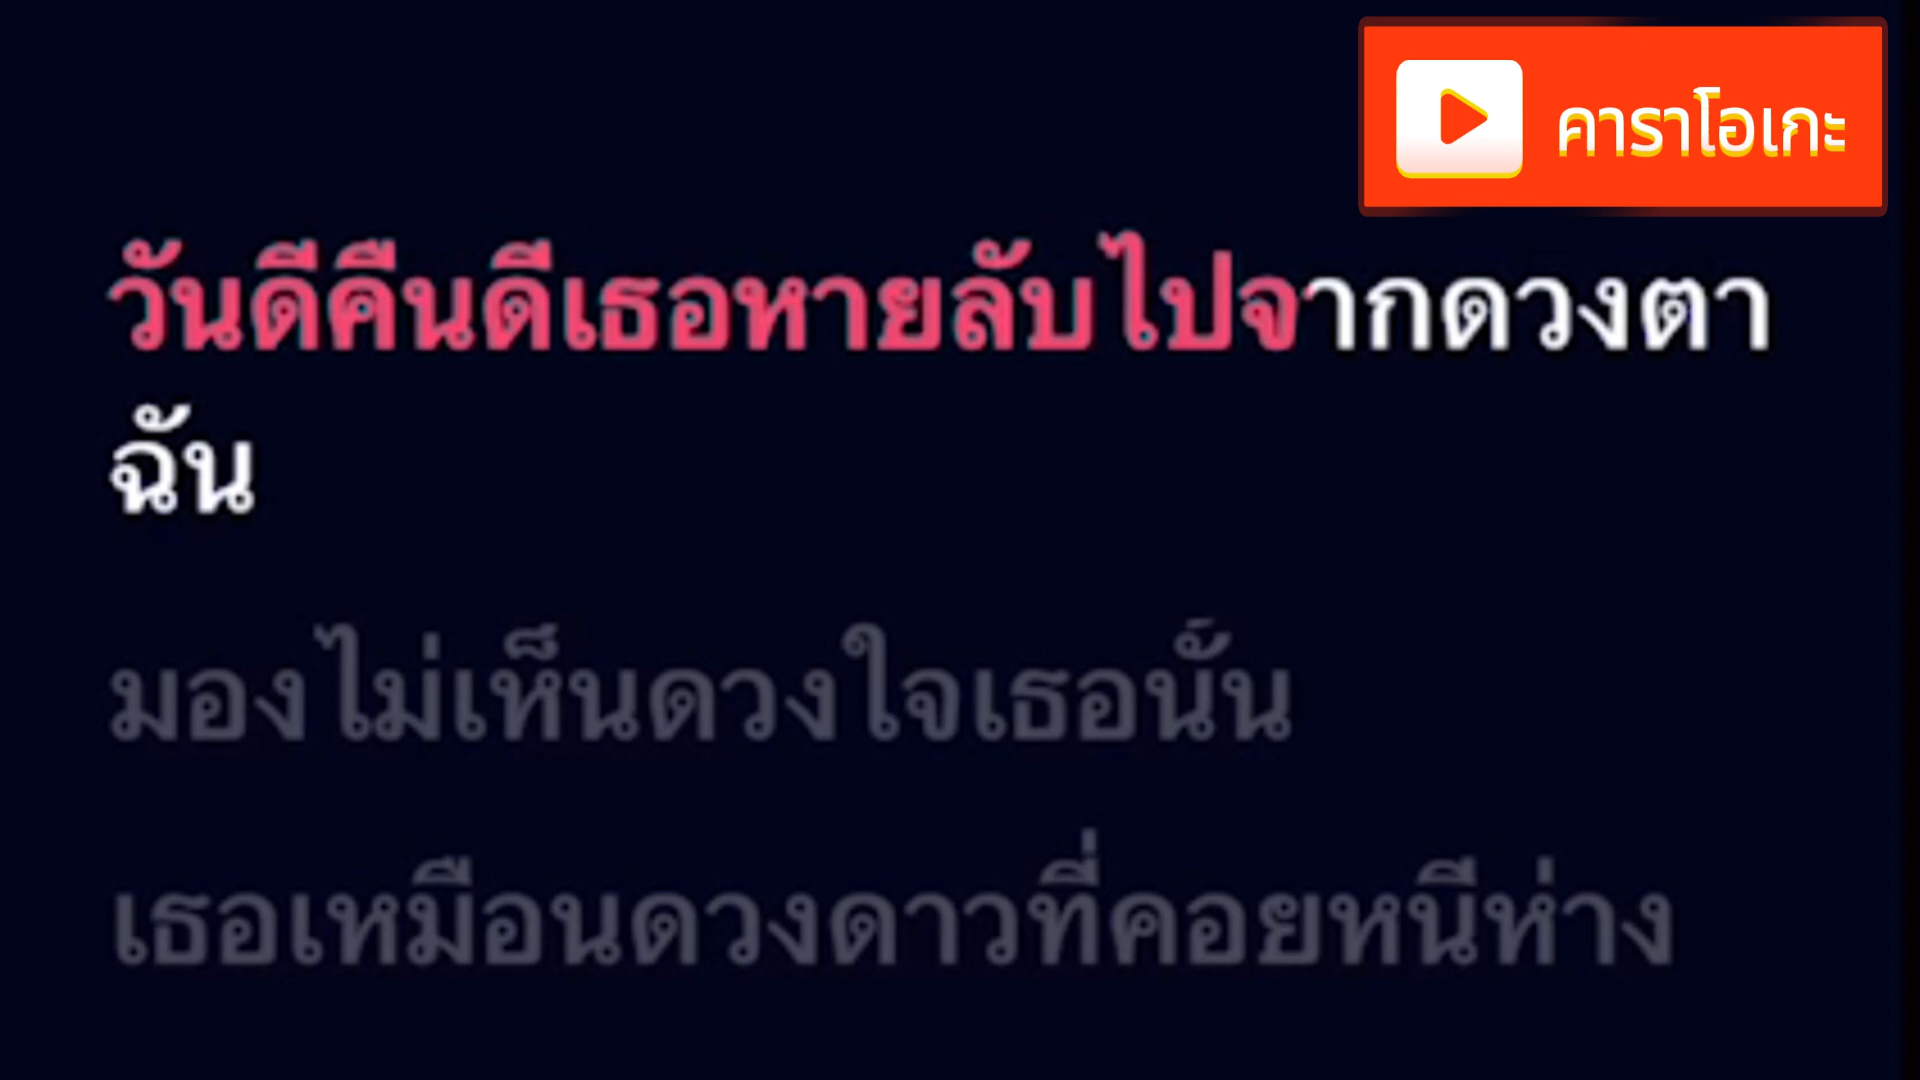 คาราโอเกะ
วันดีคืนดีเธอหายลับไปจากดวงตา
ฉัน
มองไม่เห็นดวงใจเธอนั้น
เธอเหมือนดวงดาวที่คอยหนีห่าง